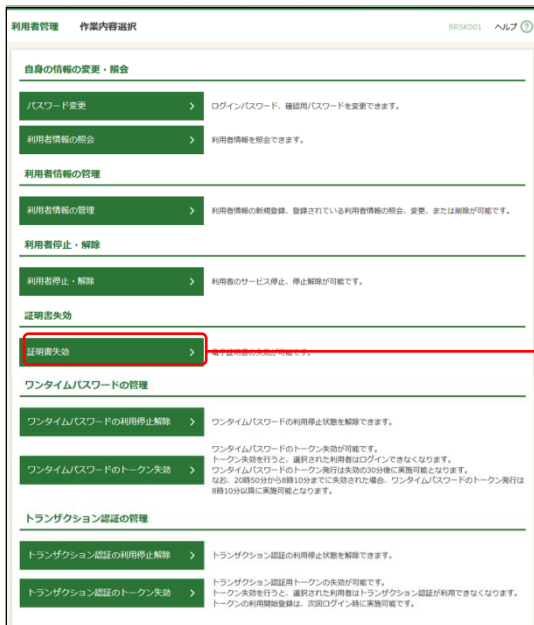 利用者管理 作業内容選択 BRSK001 ヘルプ ?
自身の情報の変更・照会
パスワード変更 > ログインパスワード、確認用パスワードを変更できます。
利用者情報の照会 > 利用者情報を照会できます。
利用者情報の管理
利用者情報の管理 > 利用者情報の新規登録、登録されている利用者情報の照会、変更、または削除が可能です。
利用者停止・解除
利用者停止・解除 > 利用者のサービス停止、停止解除が可能です。
証明書失効
証明書失効 > 電子証明書の失効が可能です。
ワンタイムパスワードの管理
ワンタイムパスワードの利用停止解除 > ワンタイムパスワードの利用停止状態を解除できます。
ワンタイムパスワードのトークン失効 > ワンタイムパスワードのトークン失効が可能です。
トークン失効を行うと、選択された利用者はログインできなくなります。
ワンタイムパスワードのトークン発行は失効の30分後に実施可能となります。
なお、20時50分から8時10分までに失効された場合、ワンタイムパスワードのトークン発行は
8時10分以降に実施可能となります。
トランザクション認証の管理
トランザクション認証の利用停止解除 > トランザクション認証の利用停止状態を解除できます。
トランザクション認証のトークン失効 > トランザクション認証用トークンの失効が可能です。
トークン失効を行うと、選択された利用者はトランザクション認証が利用できなくなります。
トークンの利用開始登録は、次回ログイン時に実施可能です。